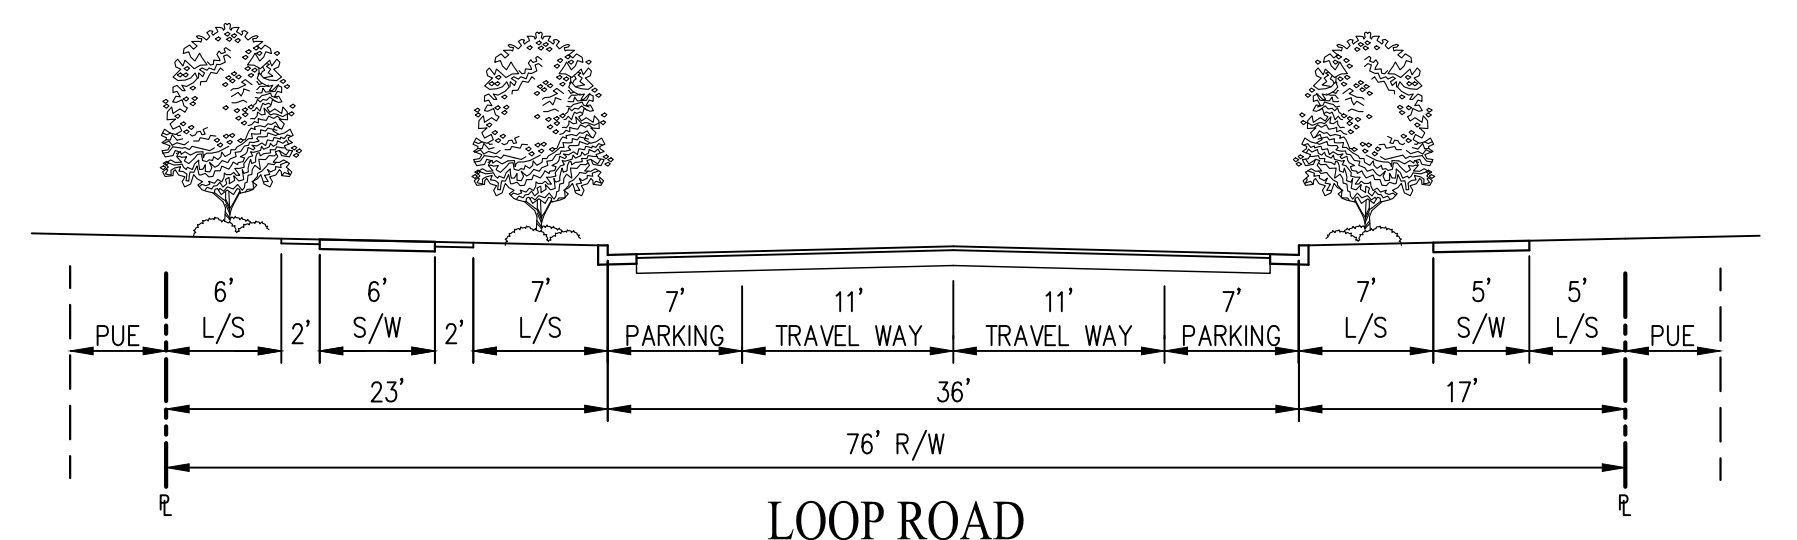 6' 6' 7' 7' 11' 11' 7' 7' 5' 5'
PUE L/S 2' S/W 2' L/S PARKING TRAVEL WAY TRAVEL WAY PARKING L/S S/W L/S PUE
23' 36' 17'
76' R/W
PL PL
LOOP ROAD